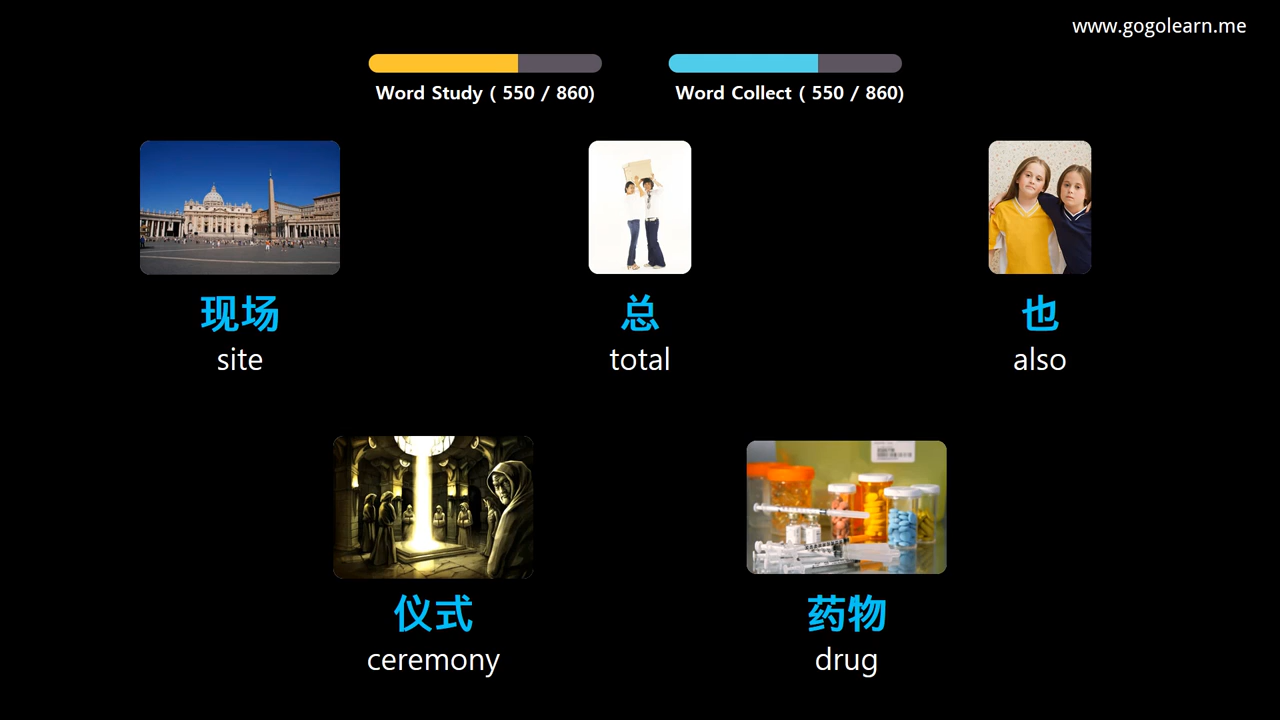 www.gogolearn.me
Word Study ( 550 / 860)
Word Collect ( 550 / 860)
现场
site
总
total
也
also
仪式
ceremony
药物
drug